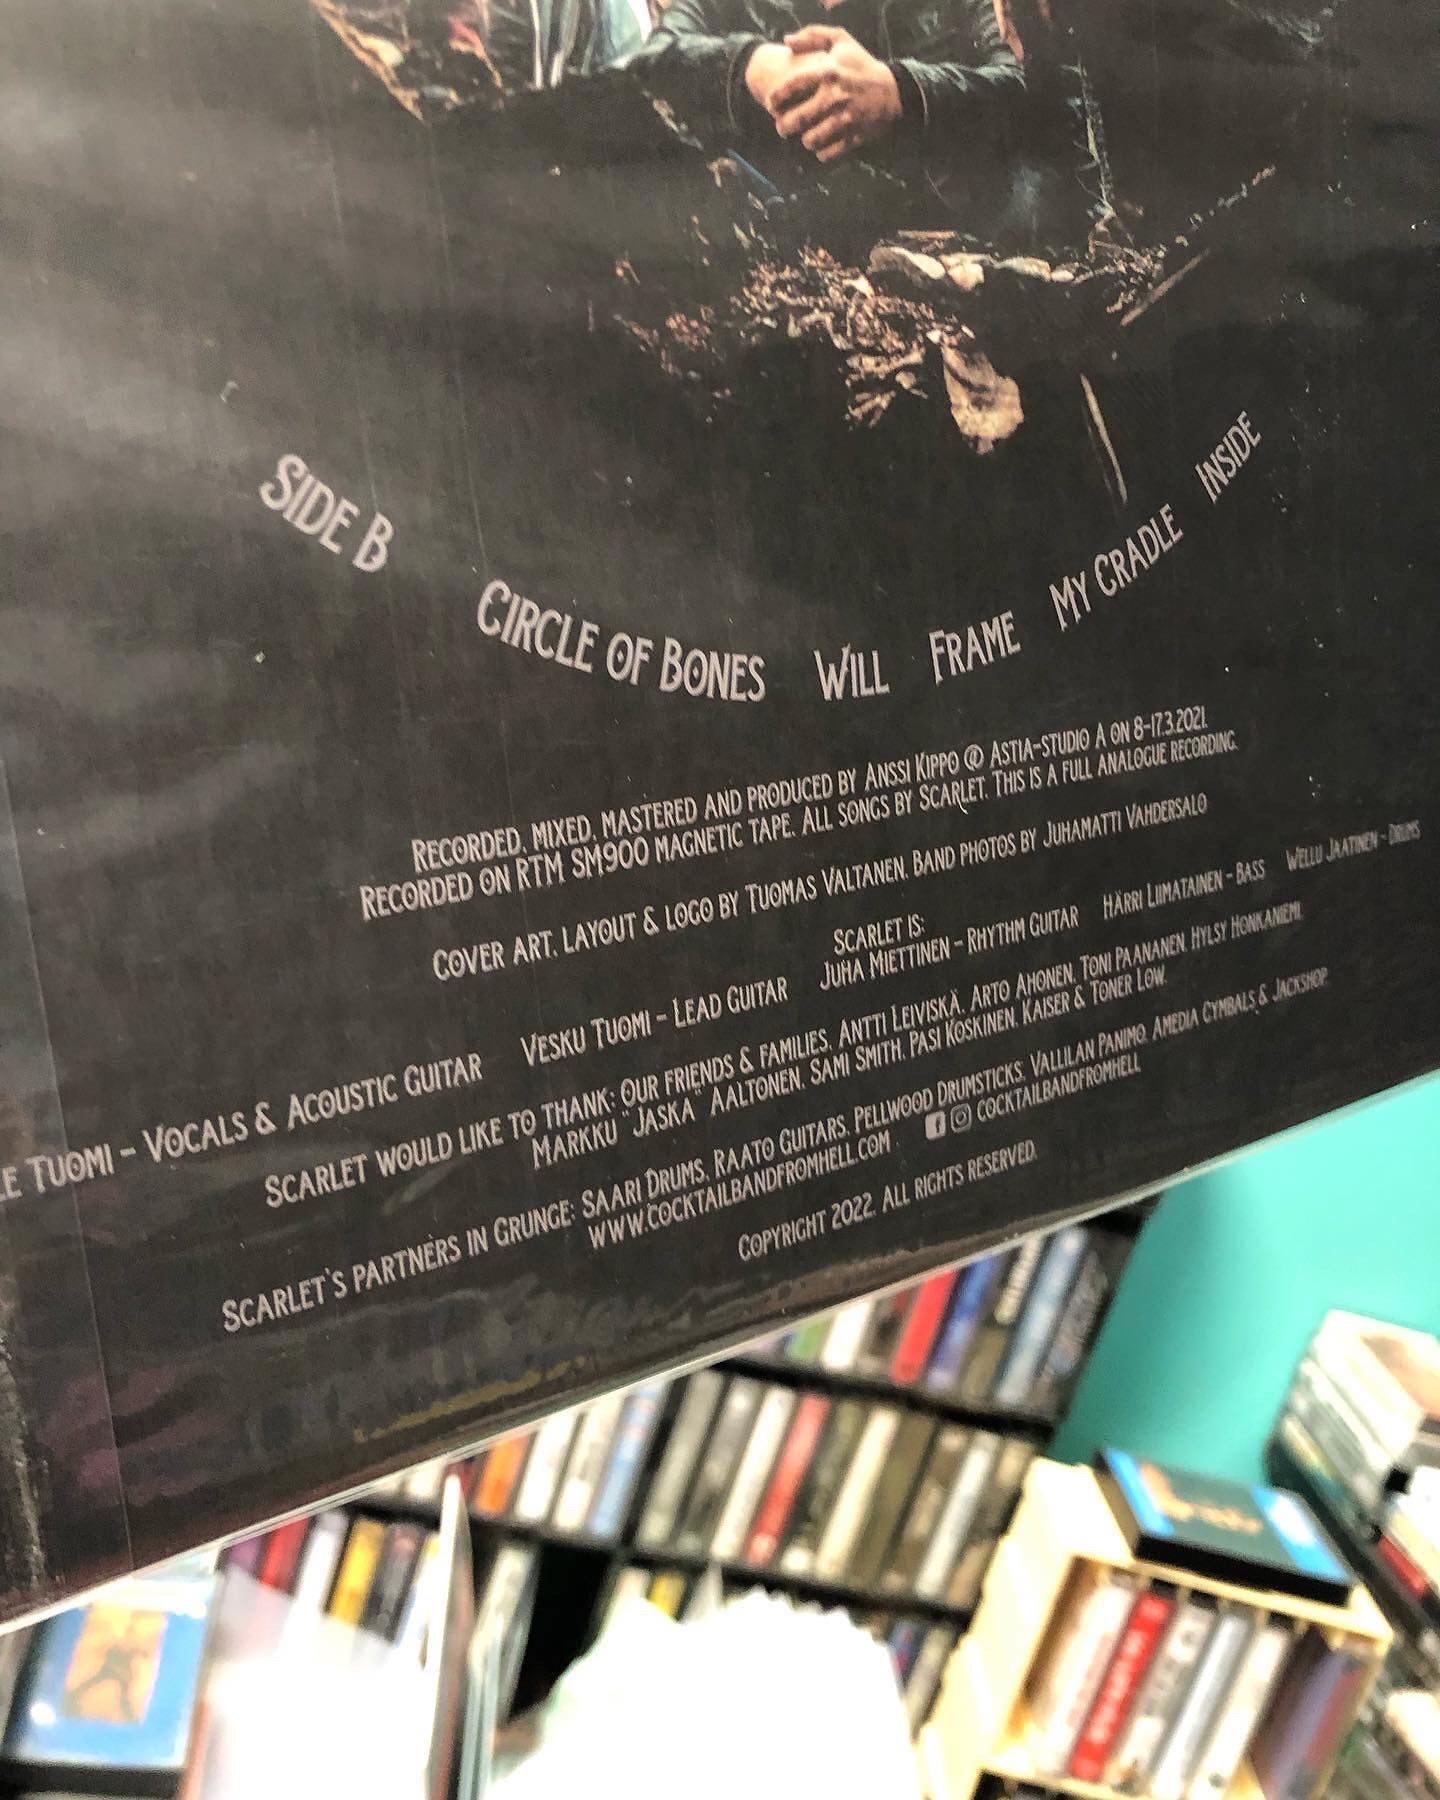 SIDE B
CIRCLE OF BONES WILL FRAME MY CRADLE INSIDE
RECORDED, MIXED, MASTERED AND PRODUCED BY ANSSI KIPPO @ ASTIA-STUDIO A ON 8-17.3.2021.
RECORDED ON RTM SM900 MAGNETIC TAPE. ALL SONGS BY SCARLET. THIS IS A FULL ANALOGUE RECORDING.
COVER ART, LAYOUT & LOGO BY TUOMAS VALTANEN. BAND PHOTOS BY JUHAMATTI VAHDERSALO
SCARLET IS:
LE TUOMI - VOCALS & ACOUSTIC GUITAR VESKU TUOMI - LEAD GUITAR JUHA MIETTINEN - RHYTHM GUITAR HÄRRI LIIMATAINEN - BASS WELLU JAATINEN - DRUMS
SCARLET WOULD LIKE TO THANK: OUR FRIENDS & FAMILIES, ANTTI LEIVISKÄ, ARTO AHONEN, TONI PAANANEN, HYLSY HONKANIEMI,
MARKKU "JASKA" AALTONEN, SAMI SMITH, PASI KOSKINEN, KAISER & TONER LOW.
SCARLET'S PARTNERS IN GRUNGE: SAARI DRUMS, RAATO GUITARS, PELLWOOD DRUMSTICKS, VALLILAN PANIMO, AMEDIA CYMBALS & JACKSHOP.
WWW.COCKTAILBANDFROMHELL.COM COCKTAILBANDFROMHELL
COPYRIGHT 2022. ALL RIGHTS RESERVED.